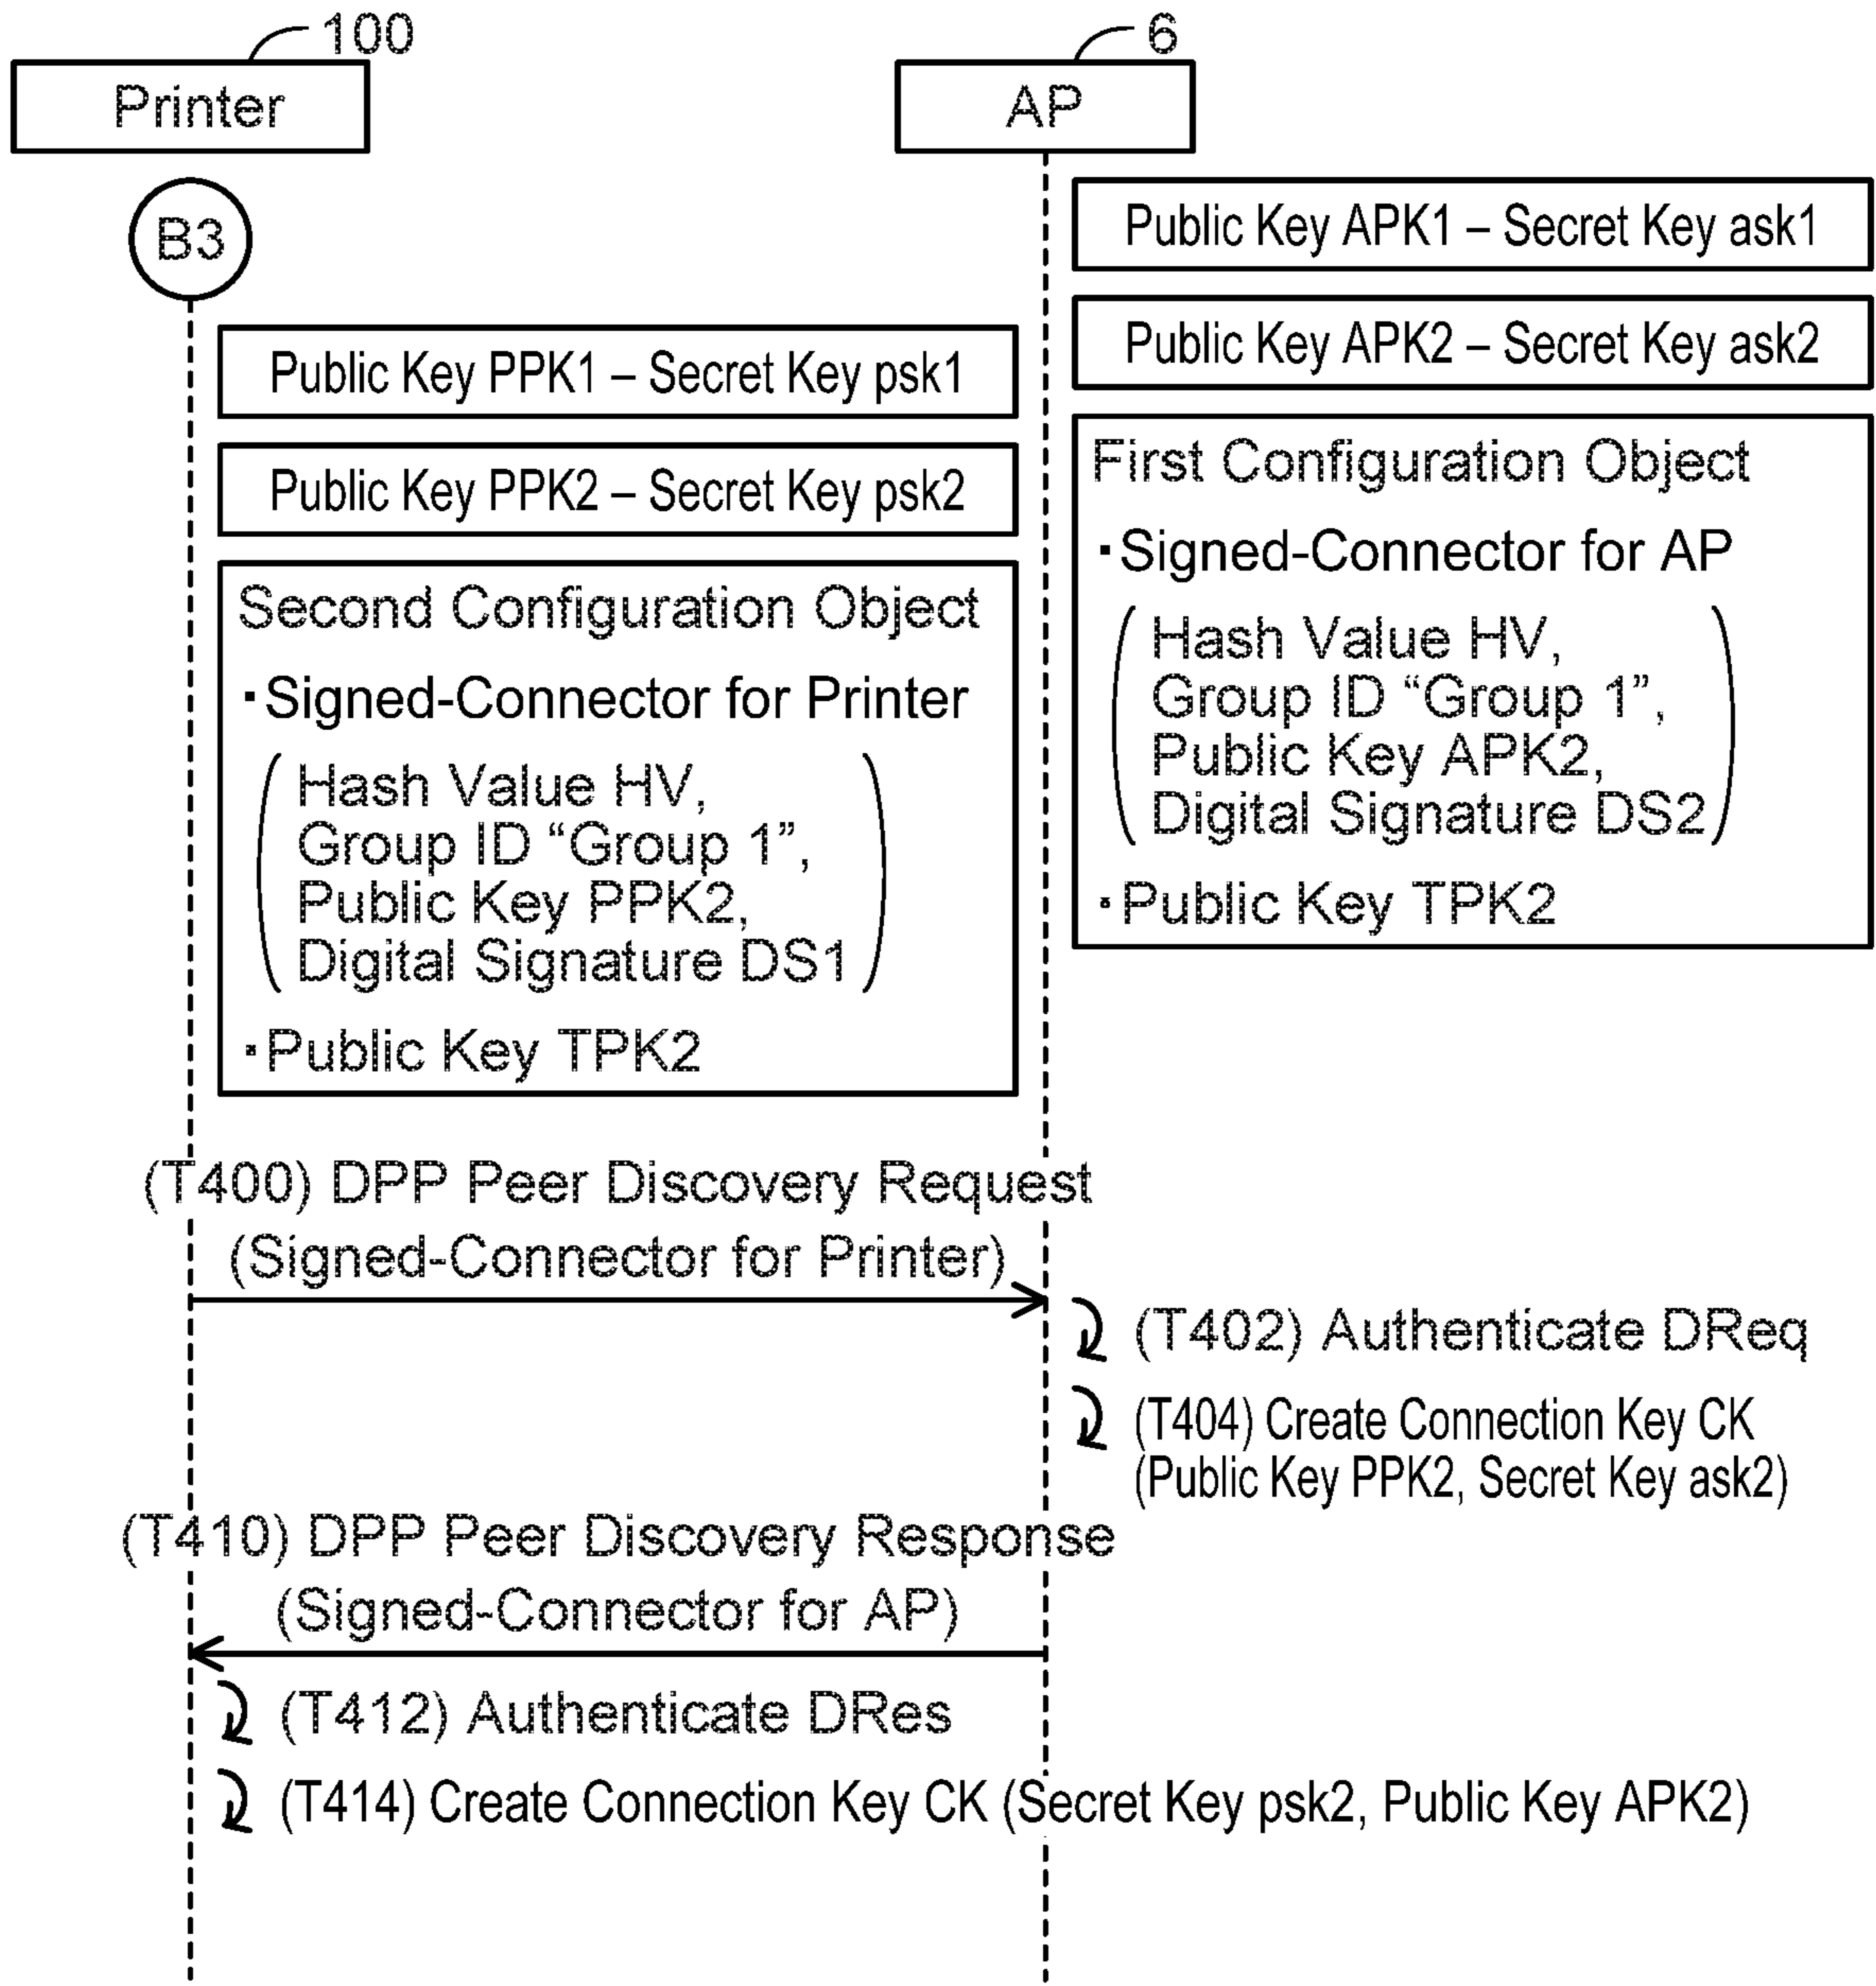 100
6
Printer
AP
B3
Public Key APK1 – Secret Key ask1
Public Key APK2 – Secret Key ask2
Public Key PPK1 – Secret Key psk1
Public Key PPK2 – Secret Key psk2
First Configuration Object
・Signed-Connector for AP
Hash Value HV,
Group ID “Group 1”,
Public Key APK2,
Digital Signature DS2
・Public Key TPK2
Second Configuration Object
・Signed-Connector for Printer
Hash Value HV,
Group ID “Group 1”,
Public Key PPK2,
Digital Signature DS1
・Public Key TPK2
(T400) DPP Peer Discovery Request
(Signed-Connector for Printer)
(T402) Authenticate DReq
(T404) Create Connection Key CK
(Public Key PPK2, Secret Key ask2)
(T410) DPP Peer Discovery Response
(Signed-Connector for AP)
(T412) Authenticate DRes
(T414) Create Connection Key CK (Secret Key psk2, Public Key APK2)